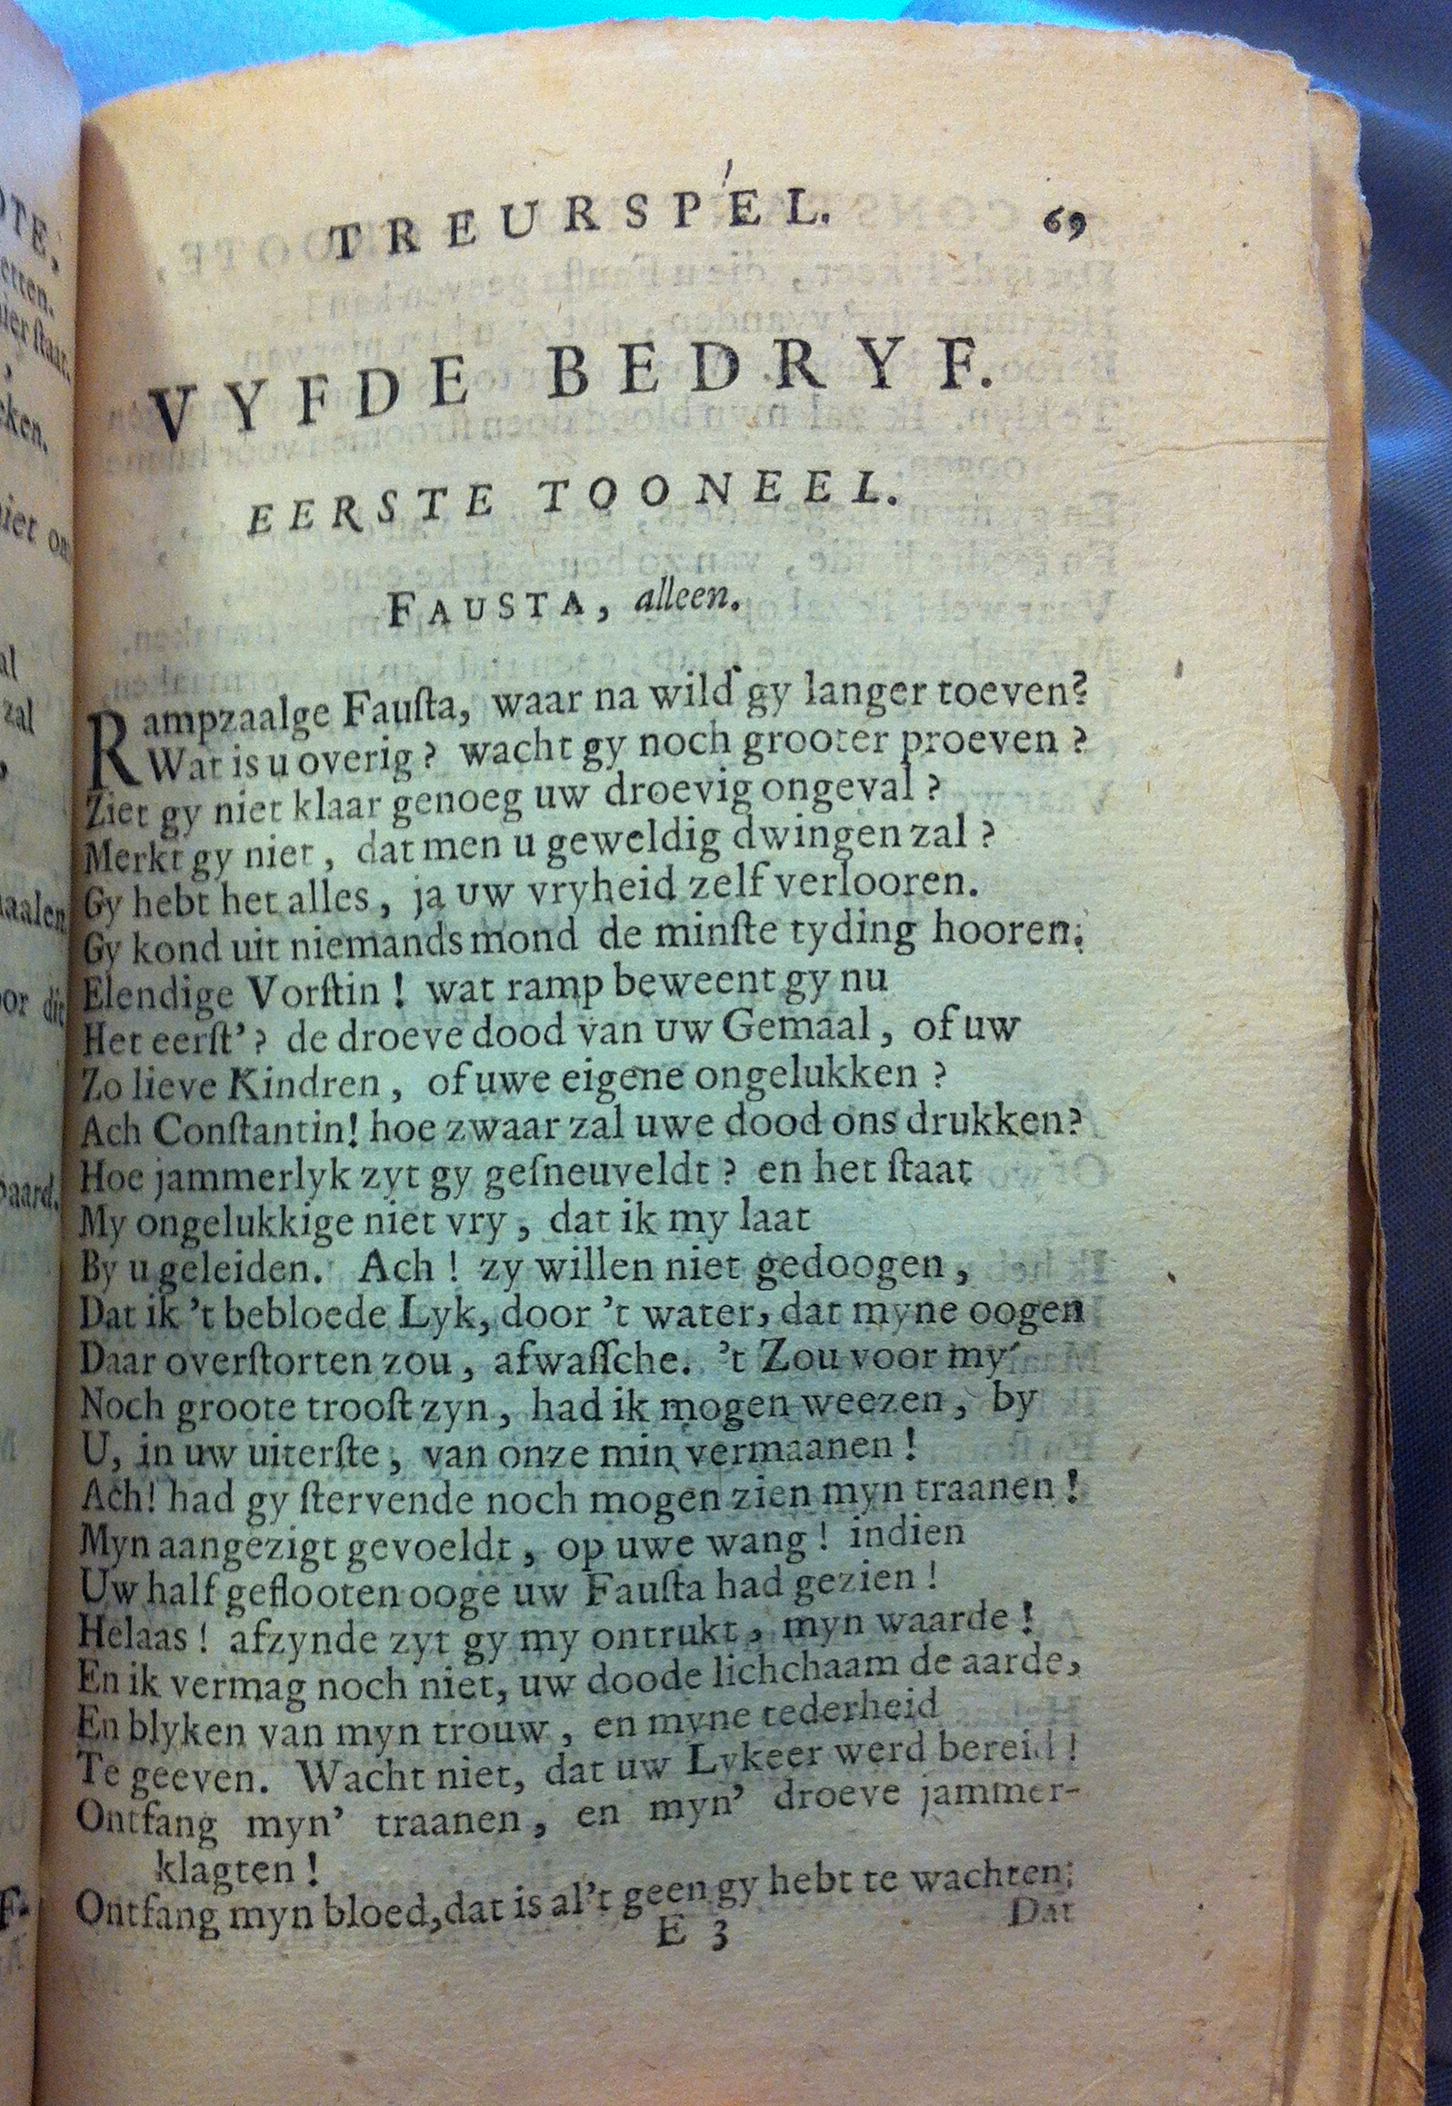 TREURSPEL. 69
VYFDE BEDRYF.
EERSTE TOONEEL.
FAUSTA, alleen.
Rampzaalge Fauſta, waar na wild gy langer toeven?
Wat is u overig? wacht gy noch grooter proeven?
Ziet gy niet klaar genoeg uw droevig ongeval?
Merkt gy niet, dat men u geweldig dwingen zal?
Gy hebt het alles, ja uw vryheid zelf verlooren.
Gy kond uit niemands mond de minſte tyding hooren.
Elendige Vorſtin! wat ramp beweent gy nu
Het eerſt'? de droeve dood van uw Gemaal, of uw
Zo lieve Kindren, of uwe eigene ongelukken?
Ach Conſtantin! hoe zwaar zal uwe dood ons drukken?
Hoe jammerlyk zyt gy geſneuveldt? en het ſtaat
My ongelukkige niet vry, dat ik my laat
By u geleiden. Ach! zy willen niet gedoogen,
Dat ik 't bebloede Lyk, door 't water, dat myne oogen
Daar overſtorten zou, afwaſſche. 't Zou voor my
Noch groote trooſt zyn, had ik mogen weezen, by
U, in uw uiterſte, van onze min vermaanen!
Ach! had gy ſtervende noch mogen zien myn traanen!
Myn aangezigt gevoeldt, op uwe wang! indien
Uw half geſlooten ooge uw Fauſta had gezien!
Helaas! afzynde zyt gy my ontrukt, myn waarde!
En ik vermag noch niet, uw doode lichchaam de aarde,
En blyken van myn trouw, en myne tederheid
Te geeven. Wacht niet, dat uw Lykeer werd bereid!
Ontfang myn' traanen, en myn' droeve jammer-
klagten!
Ontfang myn bloed, dat is al't geen gy hebt te wachten;
E 3 Dat